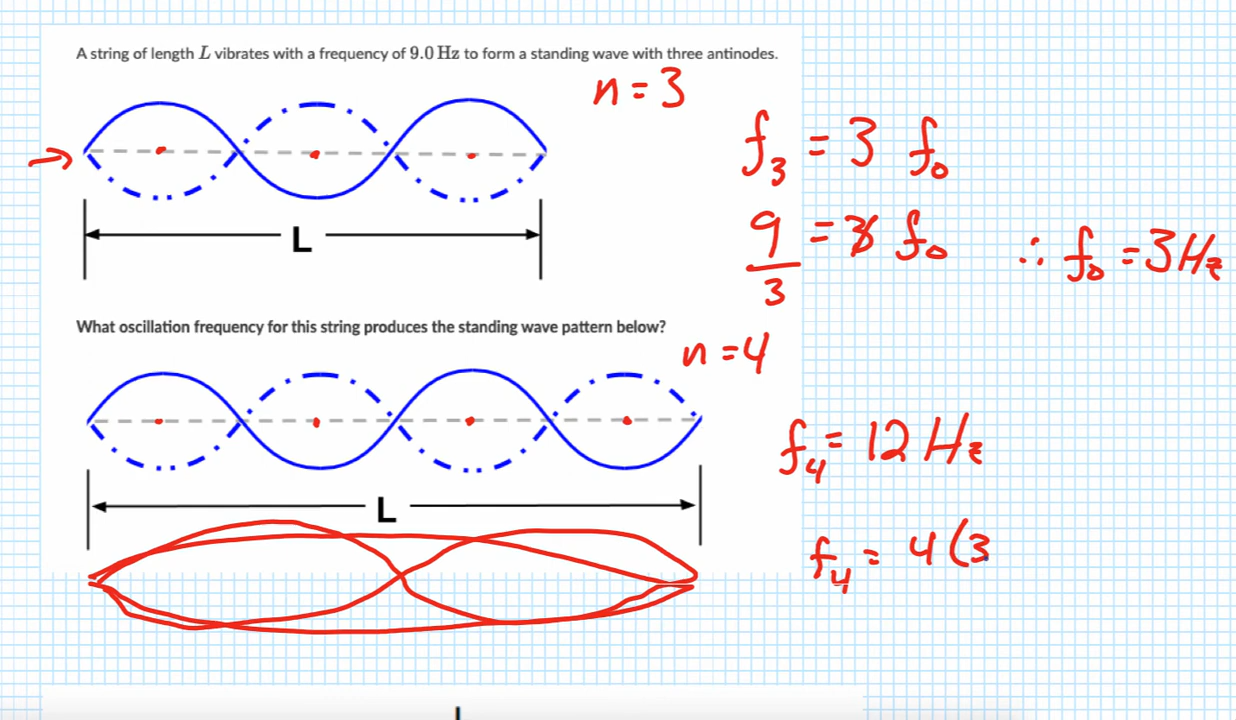 A string of length L vibrates with a frequency of 9.0 Hz to form a standing wave with three antinodes.
n = 3
f₃ = 3 f₀
9/3 = 3 f₀ ∴ f₀ = 3 Hz
L
What oscillation frequency for this string produces the standing wave pattern below?
n = 4
f₄ = 12 Hz
L
f₄ = 4 (3